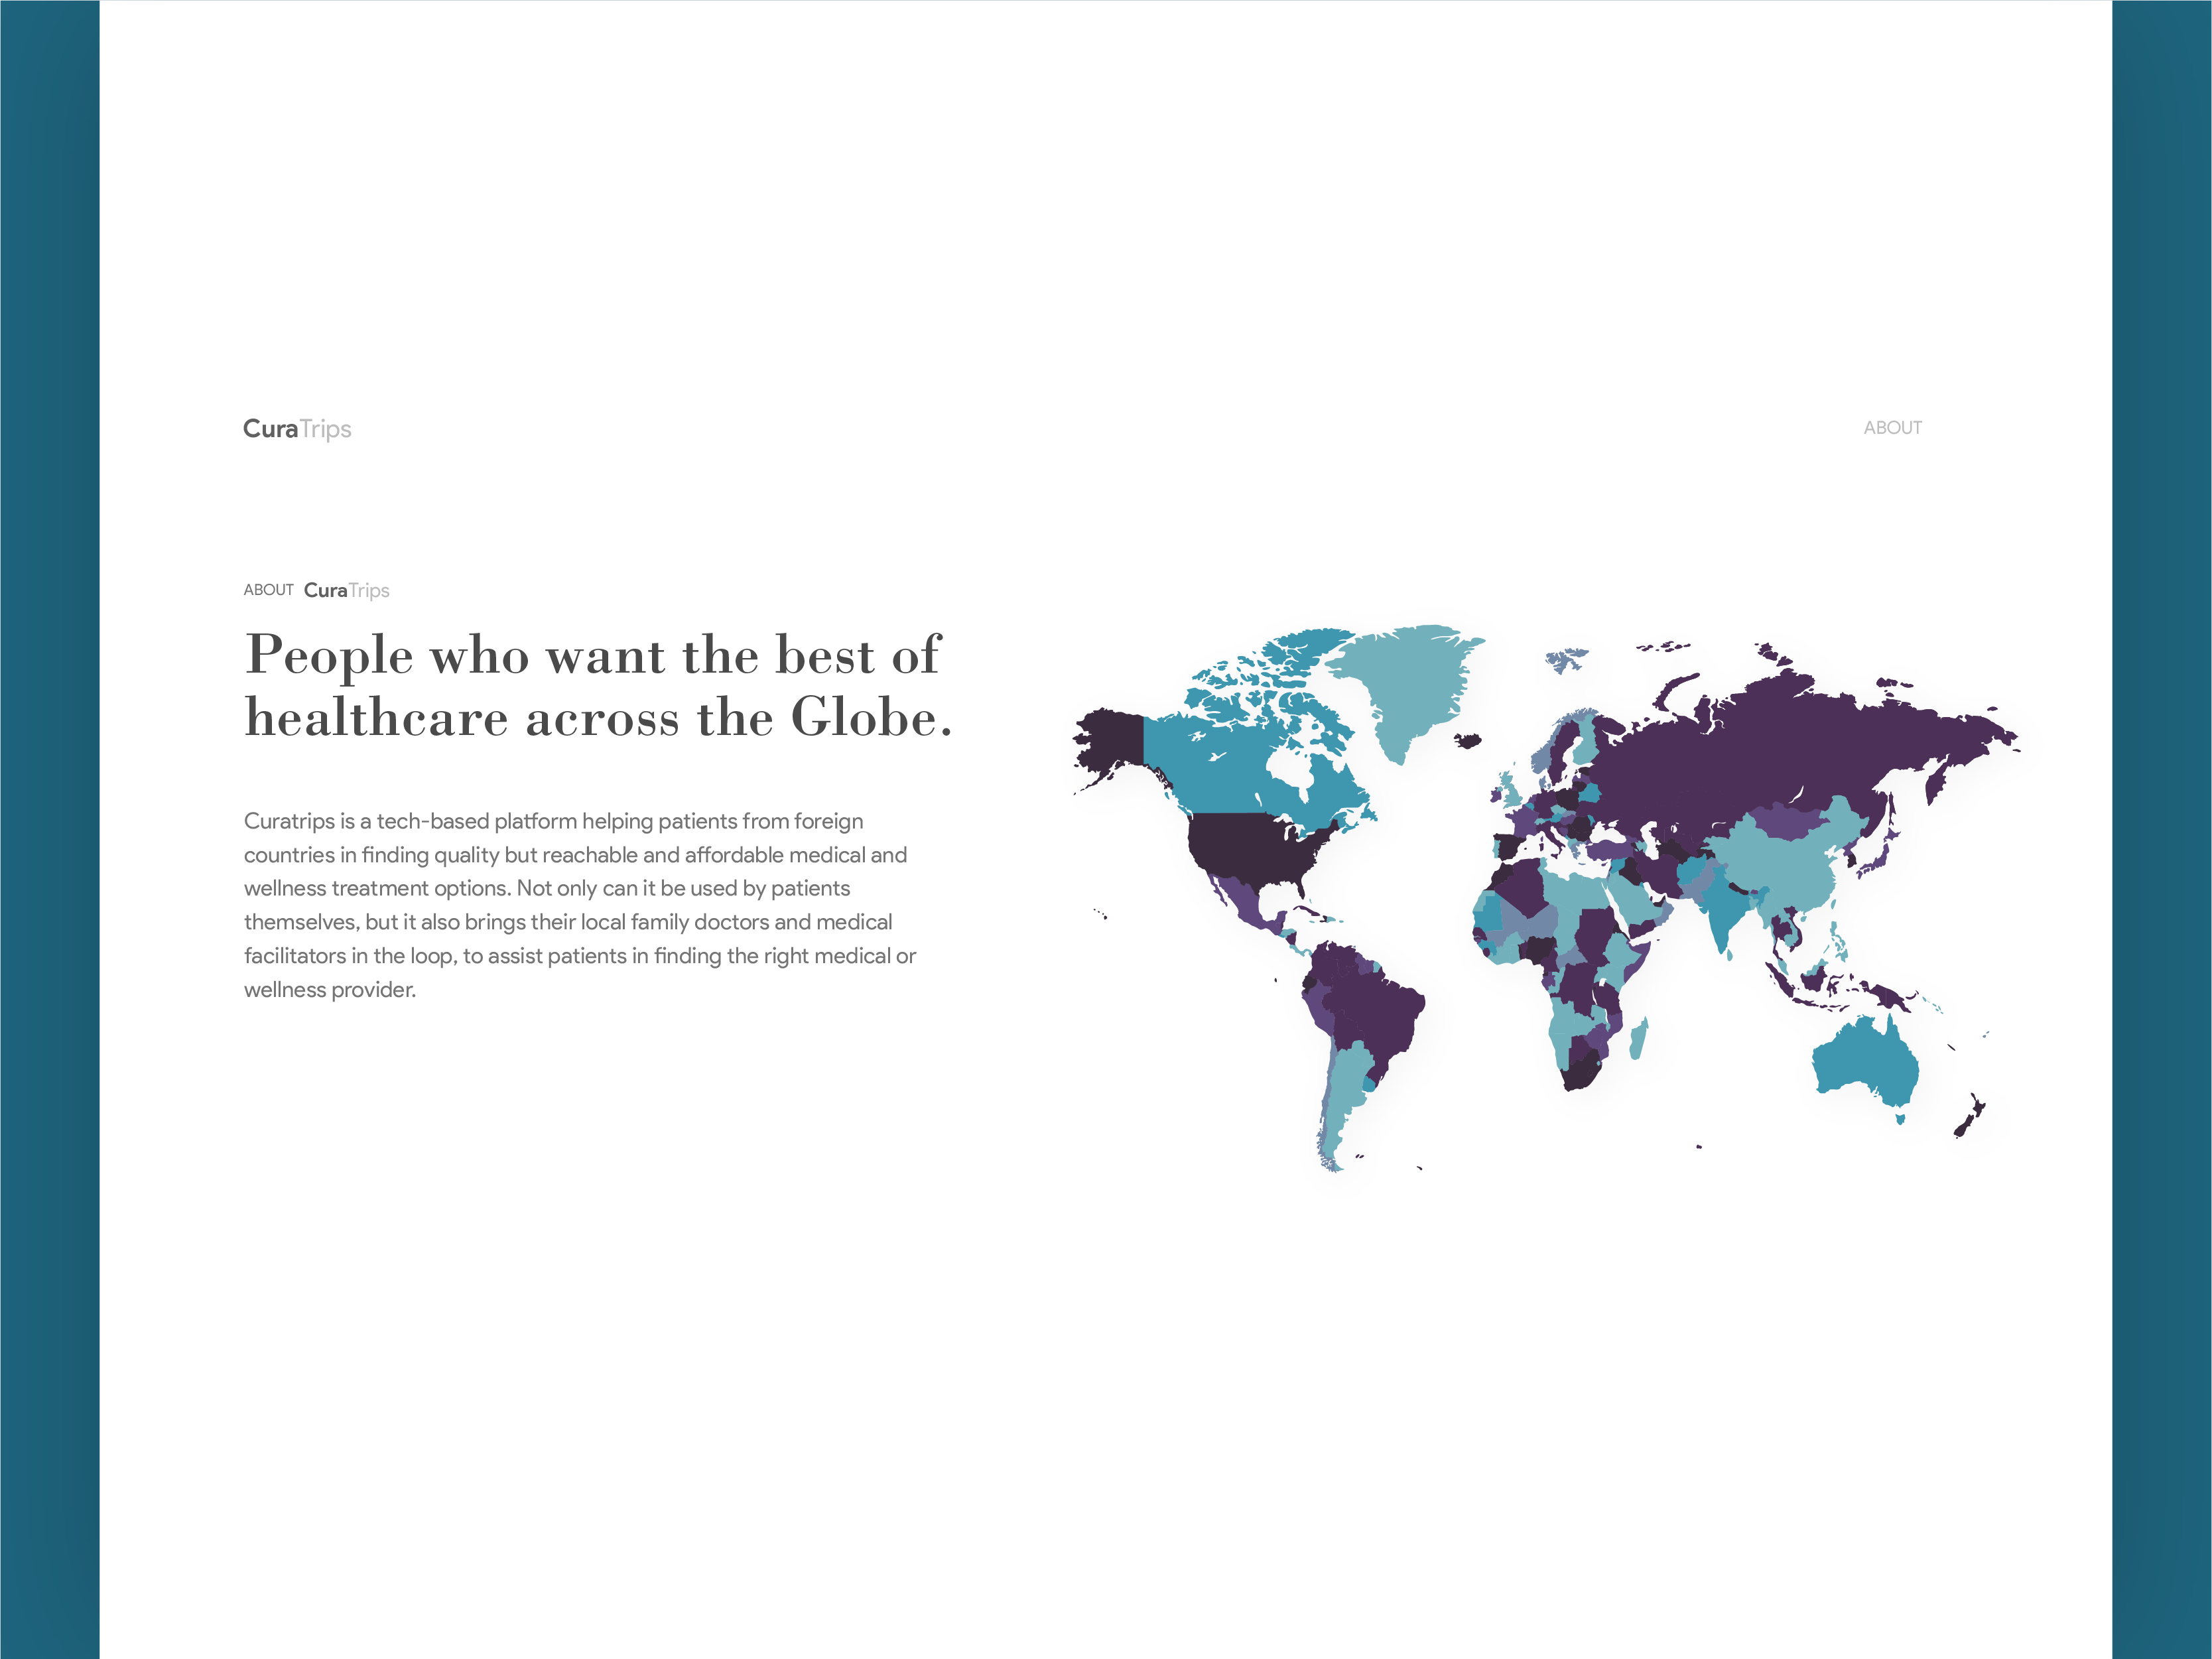 CuraTrips
ABOUT
ABOUT CuraTrips
People who want the best of
healthcare across the Globe.
Curatrips is a tech-based platform helping patients from foreign
countries in finding quality but reachable and affordable medical and
wellness treatment options. Not only can it be used by patients
themselves, but it also brings their local family doctors and medical
facilitators in the loop, to assist patients in finding the right medical or
wellness provider.